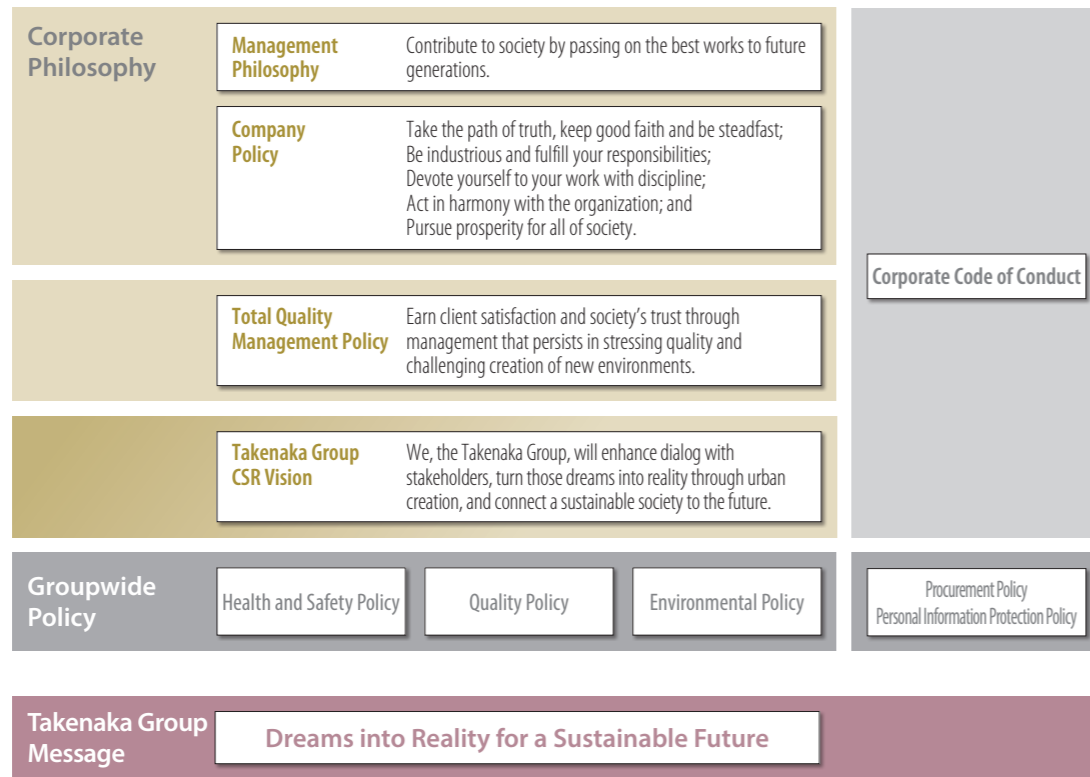 Corporate
Philosophy
Management
Philosophy
Contribute to society by passing on the best works to future
generations.
Company
Policy
Take the path of truth, keep good faith and be steadfast;
Be industrious and fulfill your responsibilities;
Devote yourself to your work with discipline;
Act in harmony with the organization; and
Pursue prosperity for all of society.
Corporate Code of Conduct
Total Quality
Management Policy
Earn client satisfaction and society’s trust through
management that persists in stressing quality and
challenging creation of new environments.
Takenaka Group
CSR Vision
We, the Takenaka Group, will enhance dialog with
stakeholders, turn those dreams into reality through urban
creation, and connect a sustainable society to the future.
Groupwide
Policy
Health and Safety Policy
Quality Policy
Environmental Policy
Procurement Policy
Personal Information Protection Policy
Takenaka Group
Message
Dreams into Reality for a Sustainable Future